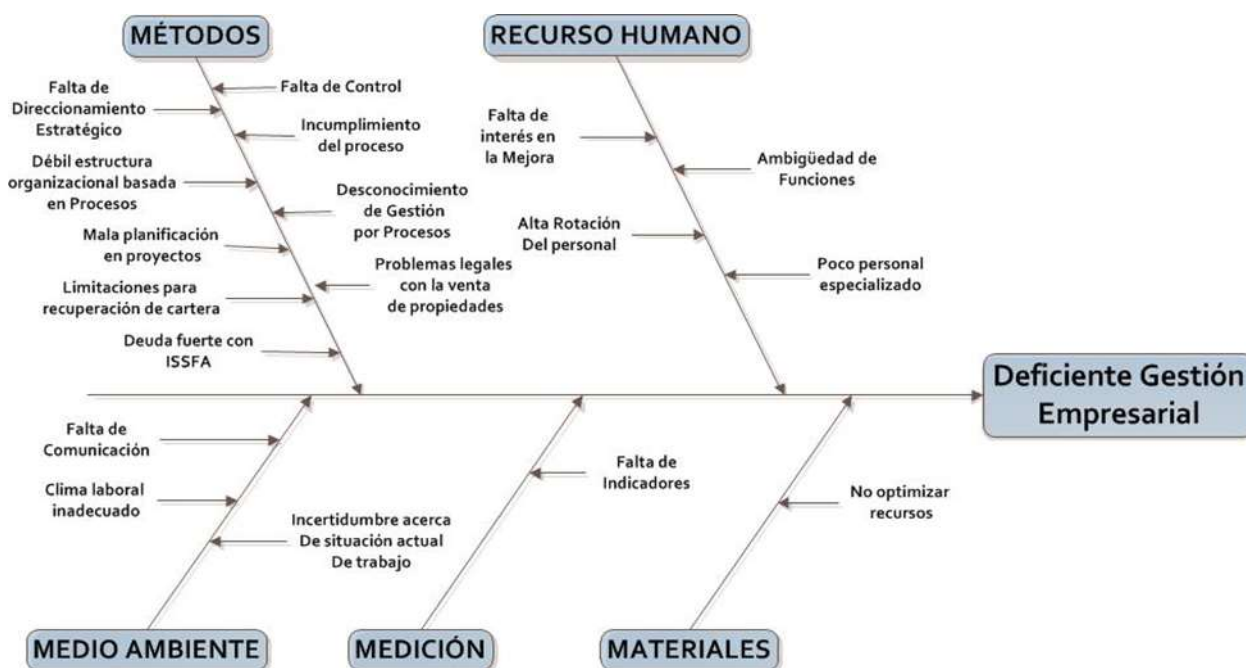 MÉTODOS
RECURSO HUMANO
Falta de
Direccionamiento
Estratégico
Falta de Control
Incumplimiento
del proceso
Débil estructura
organizacional basada
en Procesos
Desconocimiento
de Gestión
por Procesos
Mala planificación
en proyectos
Problemas legales
con la venta
de propiedades
Limitaciones para
recuperación de cartera
Deuda fuerte con
ISSFA
Falta de
interés en
la Mejora
Ambigüedad de
Funciones
Alta Rotación
Del personal
Poco personal
especializado
Deficiente Gestión
Empresarial
Falta de
Comunicación
Clima laboral
inadecuado
Incertidumbre acerca
De situación actual
De trabajo
Falta de
Indicadores
No optimizar
recursos
MEDIO AMBIENTE
MEDICIÓN
MATERIALES